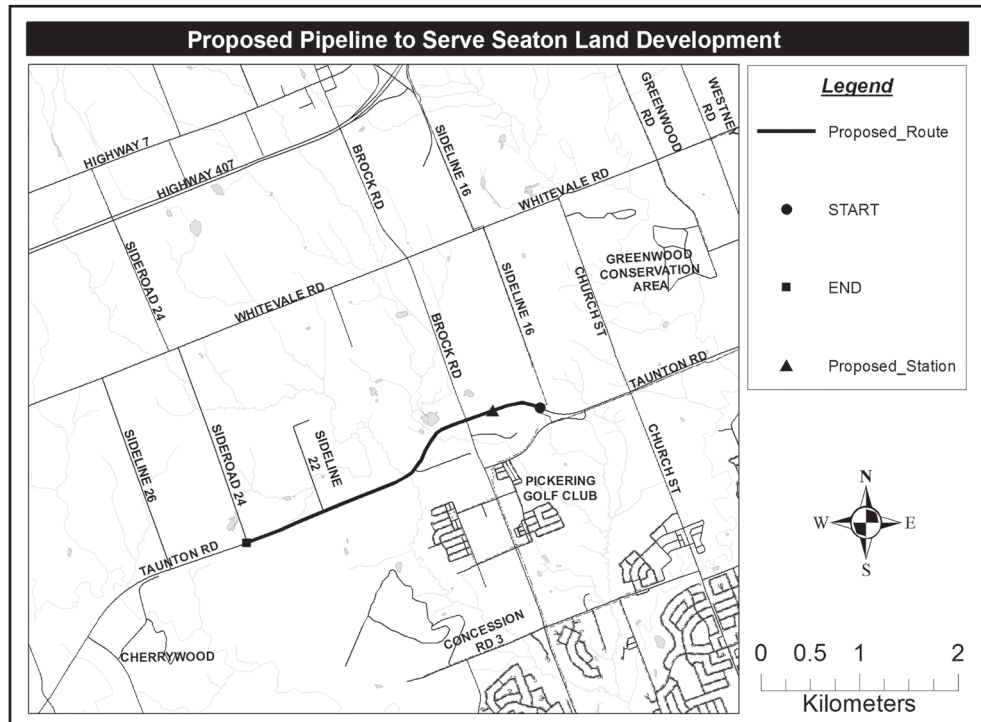 Proposed Pipeline to Serve Seaton Land Development
HIGHWAY 7
HIGHWAY 407
BROCK RD
SIDELINE 16
GREENWOOD
RD
WESTNEY
RD
WHITEVALE RD
SIDEROAD 24
GREENWOOD
CONSERVATION
AREA
WHITEVALE RD
BROCK RD
SIDELINE 16
CHURCH ST
TAUNTON RD
SIDELINE 26
SIDEROAD 24
SIDELINE
22
CHURCH ST
PICKERING
GOLF CLUB
TAUNTON RD
CHERRYWOOD
CONCESSION
RD 3
Legend
Proposed_Route
START
END
Proposed_Station
N
W
E
S
0 0.5 1 2
Kilometers